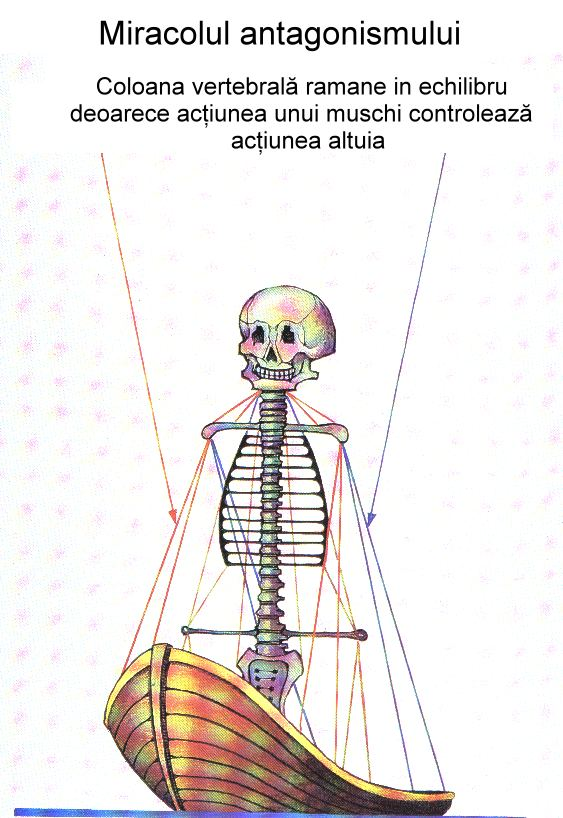 Miracolul antagonismului
Coloana vertebrală ramane in echilibru
deoarece acțiunea unui muschi controlează
acțiunea altuia